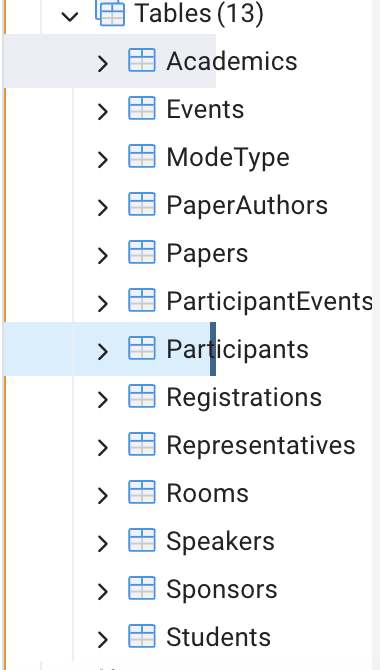 Tables (13)
Academics
Events
ModeType
PaperAuthors
Papers
ParticipantEvents
Participants
Registrations
Representatives
Rooms
Speakers
Sponsors
Students